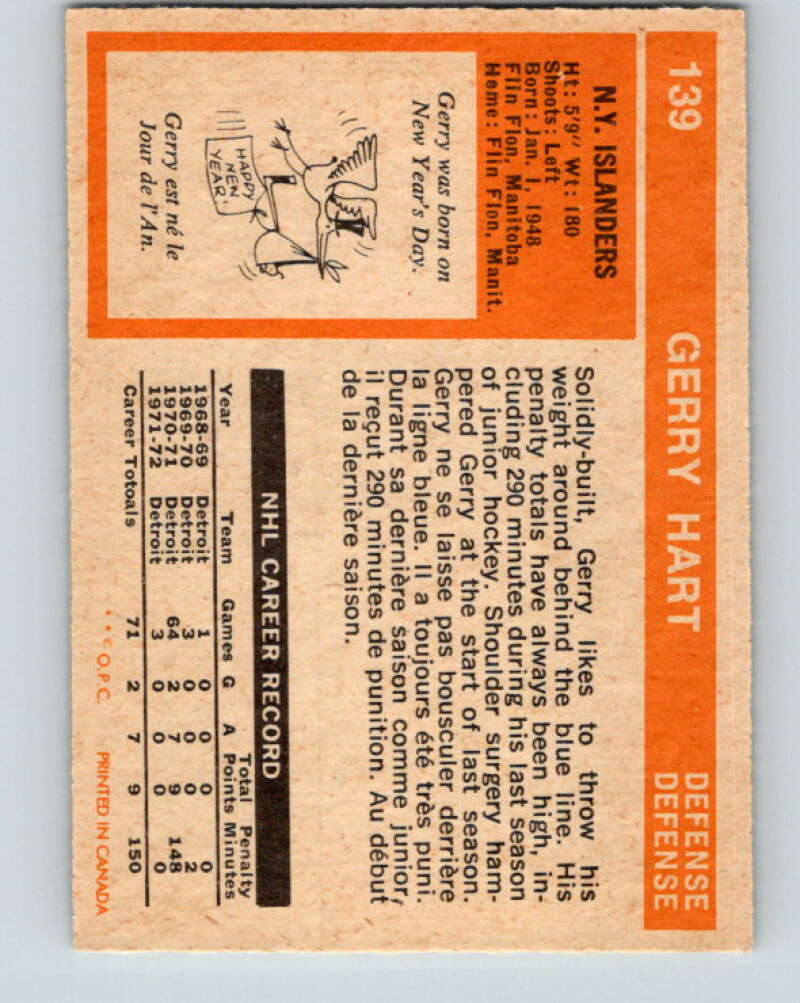 139 GERRY HART DEFENSE
DEFENSE
N.Y. ISLANDERS
Ht: 5'9" Wt: 180
Shoots: Left
Born: Jan. 1, 1948
Flin Flon, Manitoba
Home: Flin Flon, Manit.
Gerry was born on
New Year's Day.
HAPPY
NEW
YEAR!
Gerry est né le
Jour de l'An.
Solidly-built, Gerry likes to throw his
weight around behind the blue line. His
penalty totals have always been high, in-
cluding 290 minutes during his last season
of junior hockey. Shoulder surgery ham-
pered Gerry at the start of last season.
Gerry ne se laisse pas bousculer derrière
la ligne bleue. Il a toujours été très puni.
Durant sa dernière saison comme junior,
il reçut 290 minutes de punition. Au début
de la dernière saison.
NHL CAREER RECORD
Total Penalty
Year Team Games G A Points Minutes
1968-69 Detroit 1 0 0 0 0
1969-70 Detroit 3 0 0 0 2
1970-71 Detroit 64 2 7 9 148
1971-72 Detroit 3 0 0 0 0
Career Totoals 71 2 7 9 150
**© O.P.C. PRINTED IN CANADA